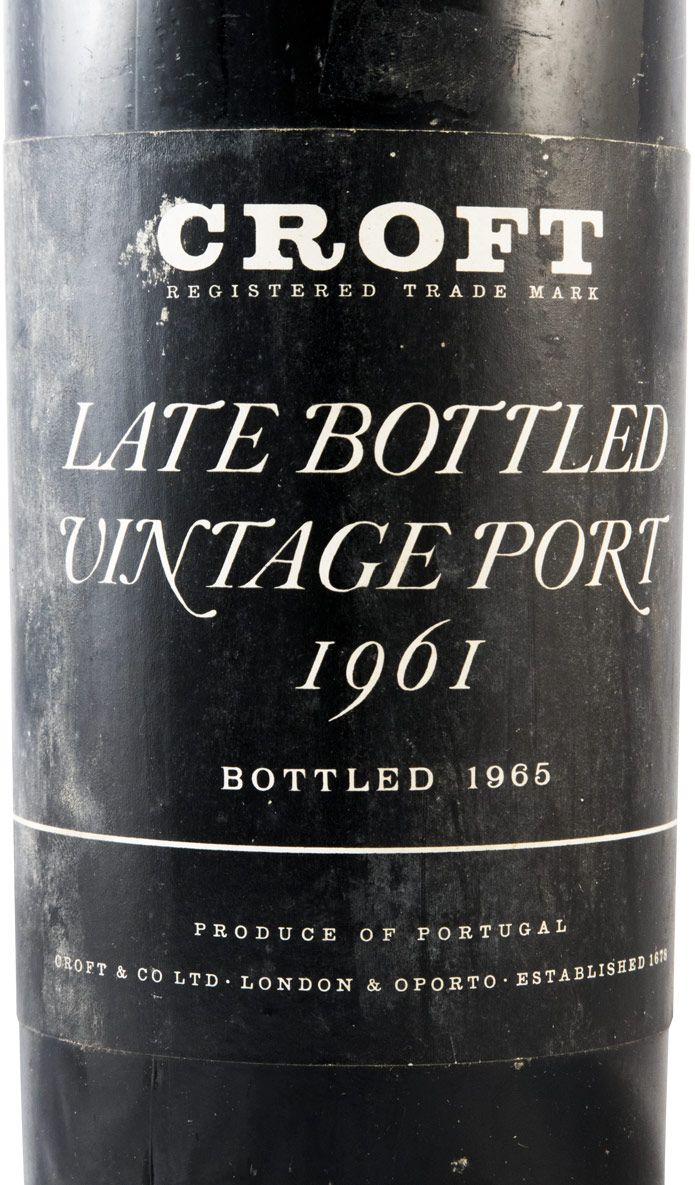 CROFT
REGISTERED TRADE MARK
LATE BOTTLED
VINTAGE PORT
1961
BOTTLED 1965
PRODUCE OF PORTUGAL
CROFT & CO LTD · LONDON & OPORTO · ESTABLISHED 1678